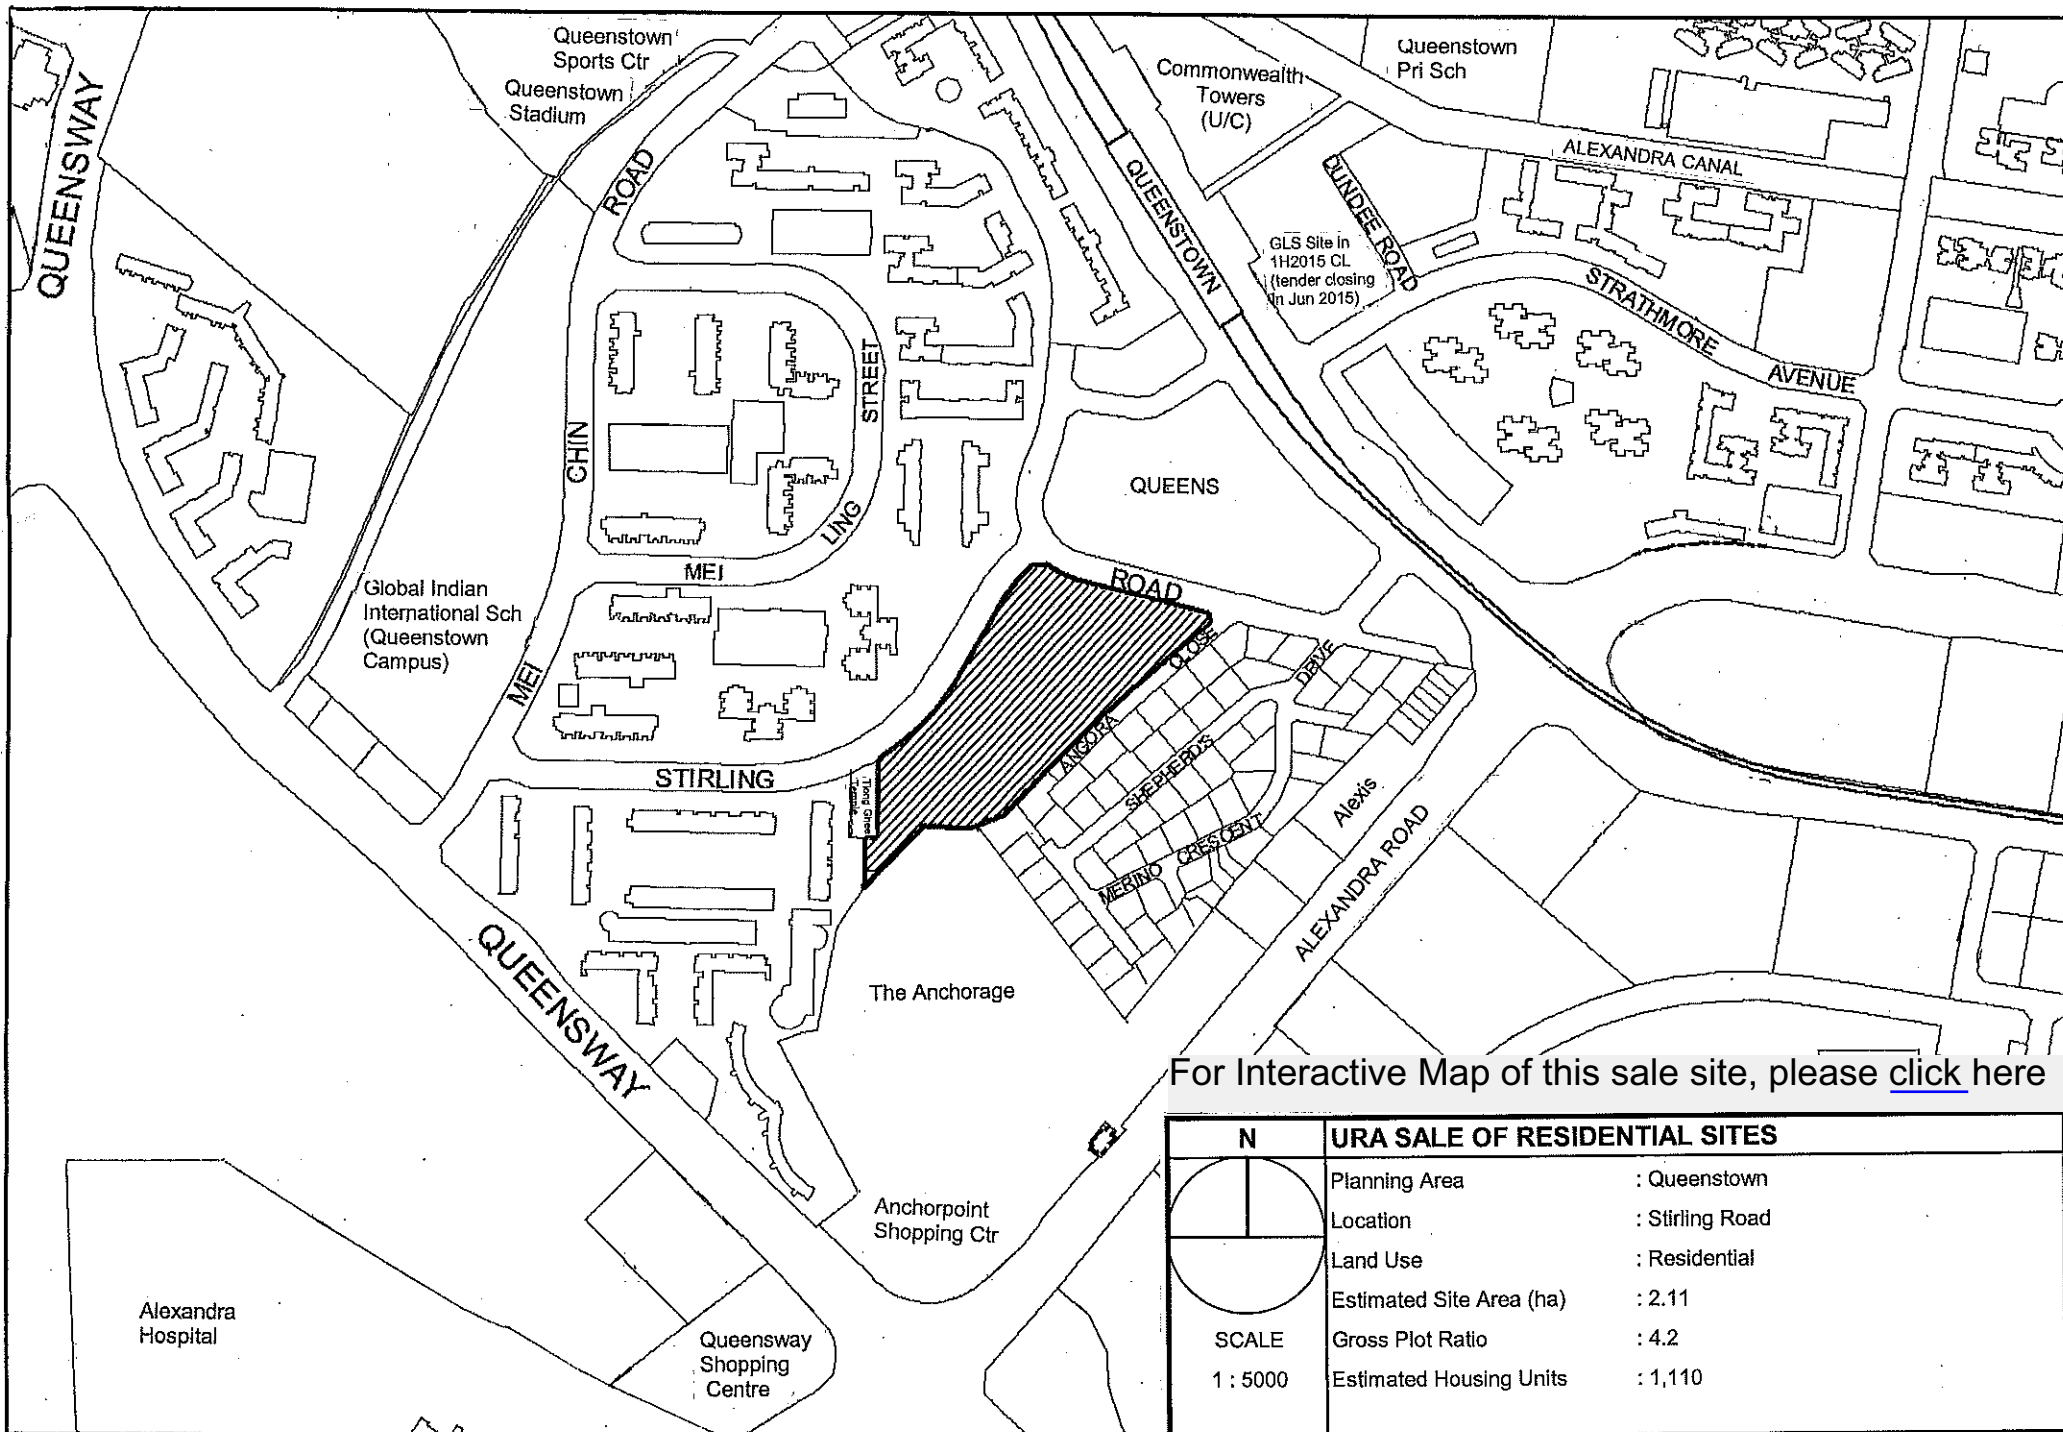 Queenstown
Sports Ctr
Queenstown
Stadium
QUEENSWAY
ROAD
Commonwealth
Towers
(U/C)
Queenstown
Pri Sch
ALEXANDRA CANAL
QUEENSTOWN
DUNDEE ROAD
GLS Site in
1H2015 CL
(tender closing
in Jun 2015)
STRATHMORE
AVENUE
STREET
CHIN
LING
MEI
QUEENS
ROAD
Global Indian
International Sch
(Queenstown
Campus)
MEI
CLOSE
DRIVE
ANGORA
SHEPHERD'S
STIRLING
Tiong Ghee
Temple
MERINO
CRESCENT
Alexis
ALEXANDRA ROAD
QUEENSWAY
The Anchorage
Anchorpoint
Shopping Ctr
Alexandra
Hospital
Queensway
Shopping
Centre
For Interactive Map of this sale site, please click here
N
SCALE
1 : 5000
URA SALE OF RESIDENTIAL SITES
Planning Area : Queenstown
Location : Stirling Road
Land Use : Residential
Estimated Site Area (ha) : 2.11
Gross Plot Ratio : 4.2
Estimated Housing Units : 1,110